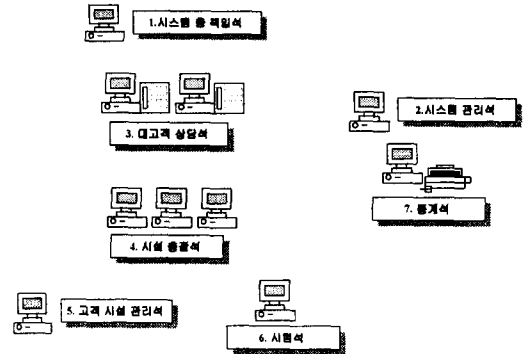 1.시스템 총 책임석
2.시스템 관리석
3. 대고객 상담석
7. 통계석
4. 시설 총괄석
5. 고객 시설 관리석
6. 시험석